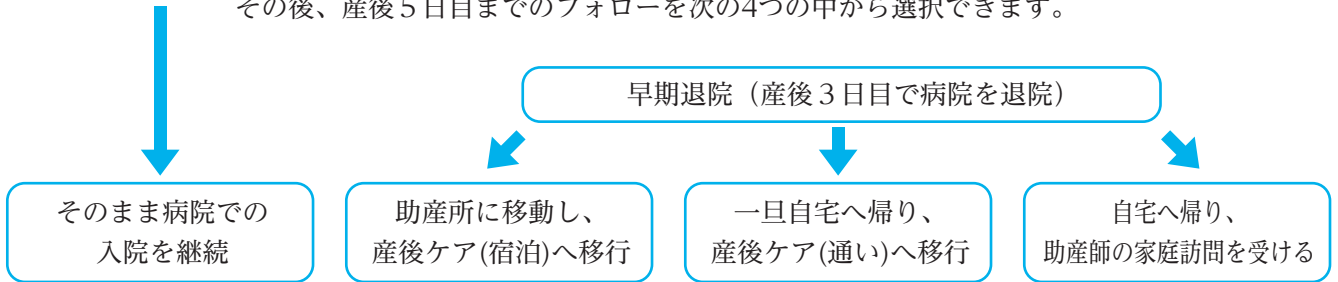 その後、産後５日目までのフォローを次の4つの中から選択できます。
早期退院（産後３日目で病院を退院）
そのまま病院での
入院を継続
助産所に移動し、
産後ケア(宿泊)へ移行
一旦自宅へ帰り、
産後ケア(通い)へ移行
自宅へ帰り、
助産師の家庭訪問を受ける